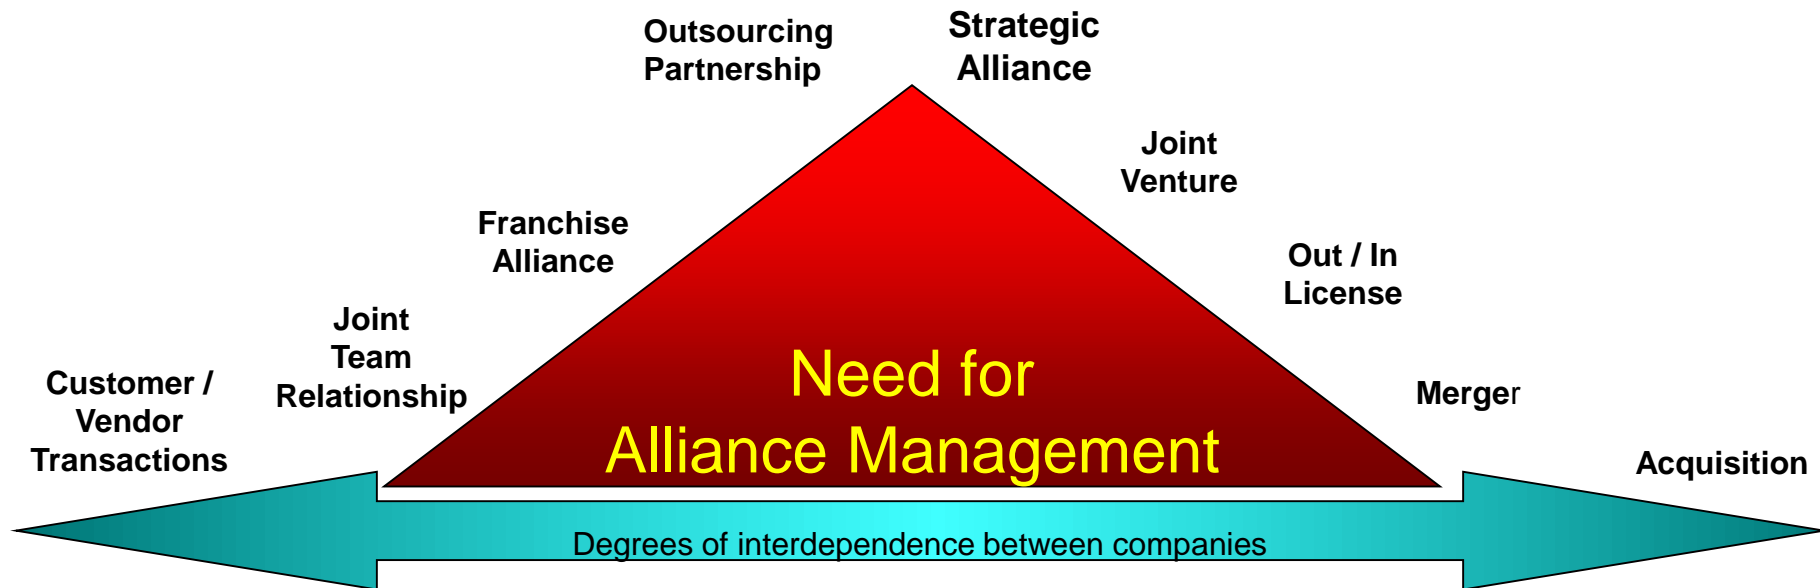 Outsourcing
Partnership
Strategic
Alliance
Joint
Venture
Franchise
Alliance
Out / In
License
Joint
Team
Relationship
Customer /
Vendor
Transactions
Need for
Alliance Management
Merger
Acquisition
Degrees of interdependence between companies